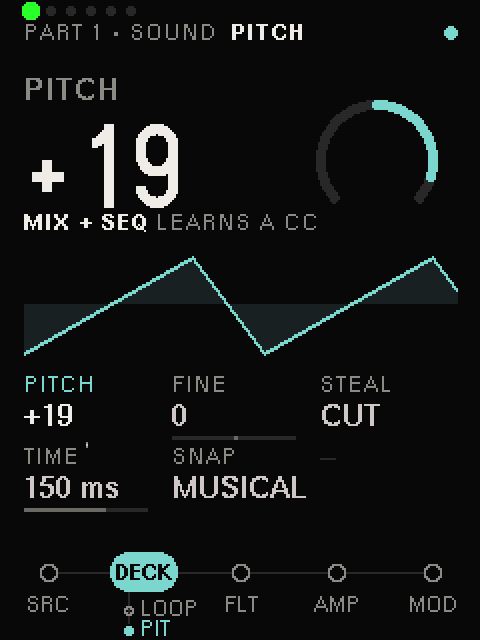 PART 1 · SOUND PITCH
PITCH
+19
MIX + SEQ LEARNS A CC
PITCH FINE STEAL
+19 0 CUT
TIME ' SNAP —
150 ms MUSICAL
DECK
SRC LOOP FLT AMP MOD
PIT